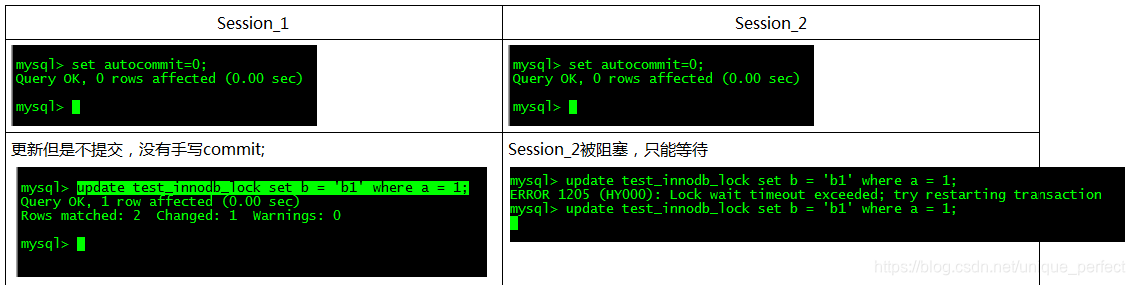 Session_1
Session_2
mysql> set autocommit=0;
Query OK, 0 rows affected (0.00 sec)
mysql>
mysql> set autocommit=0;
Query OK, 0 rows affected (0.00 sec)
mysql>
更新但是不提交，没有手写commit;
mysql> update test_innodb_lock set b = 'b1' where a = 1;
Query OK, 1 row affected (0.00 sec)
Rows matched: 2  Changed: 1  Warnings: 0
mysql>
Session_2被阻塞，只能等待
mysql> update test_innodb_lock set b = 'b1' where a = 1;
ERROR 1205 (HY000): Lock wait timeout exceeded; try restarting transaction
mysql> update test_innodb_lock set b = 'b1' where a = 1;
https://blog.csdn.net/unique_perfect